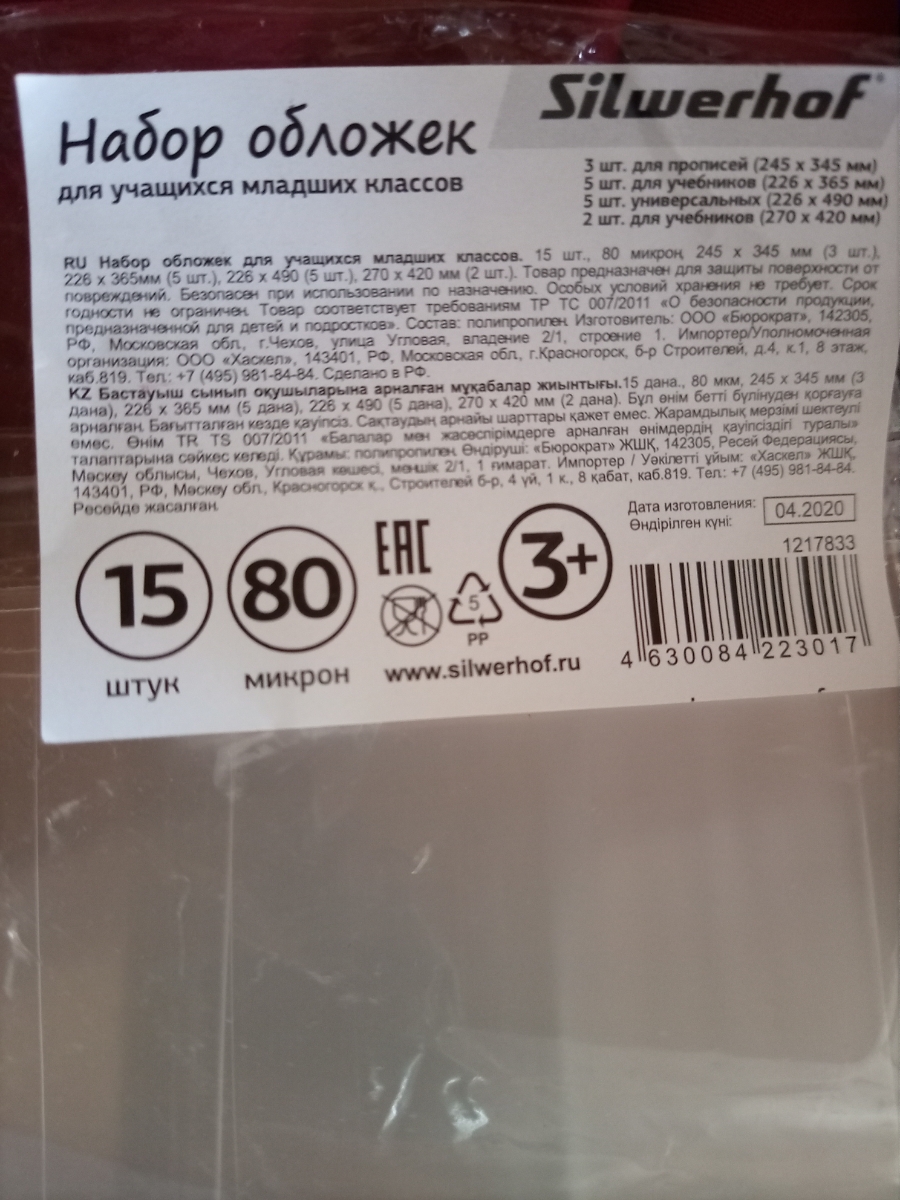 Silwerhof®
Набор обложек
для учащихся младших классов
3 шт. для прописей (245 х 345 мм)
5 шт. для учебников (226 х 365 мм)
5 шт. универсальных (226 х 490 мм)
2 шт. для учебников (270 х 420 мм)
RU Набор обложек для учащихся младших классов. 15 шт., 80 микрон, 245 х 345 мм (3 шт.),
226 х 365мм (5 шт.), 226 х 490 (5 шт.), 270 х 420 мм (2 шт.). Товар предназначен для защиты поверхности от
повреждений. Безопасен при использовании по назначению. Особых условий хранения не требует. Срок
годности не ограничен. Товар соответствует требованиям ТР ТС 007/2011 «О безопасности продукции,
предназначенной для детей и подростков». Состав: полипропилен. Изготовитель: ООО «Бюрократ», 142305,
РФ, Московская обл., г.Чехов, улица Угловая, владение 2/1, строение 1. Импортер/Уполномоченная
организация: ООО «Хаскел», 143401, РФ, Московская обл., г.Красногорск, б-р Строителей, д.4, к.1, 8 этаж,
каб.819. Тел.: +7 (495) 981-84-84. Сделано в РФ.
KZ Бастауыш сынып оқушыларына арналған мұқабалар жиынтығы.15 дана., 80 мкм, 245 х 345 мм (3
дана), 226 х 365 мм (5 дана), 226 х 490 (5 дана), 270 х 420 мм (2 дана). Бұл өнім бетті бүлінуден қорғауға
арналған. Бағытталған кезде қауіпсіз. Сақтаудың арнайы шарттары қажет емес. Жарамдылық мерзімі шектеулі
емес. Өнім TR TS 007/2011 «Балалар мен жасөспірімдерге арналған өнімдердің қауіпсіздігі туралы»
талаптарына сәйкес келеді. Құрамы: полипропилен. Өндіруші: «Бюрократ» ЖШҚ, 142305, Ресей Федерациясы,
Мәскеу облысы, Чехов, Угловая көшесі, меншік 2/1, 1 ғимарат. Импортер / Уәкілетті ұйым: «Хаскел» ЖШҚ,
143401, РФ, Мәскеу обл., Красногорск қ., Строителей б-р, 4 үй, 1 к., 8 қабат, каб.819. Тел.: +7 (495) 981-84-84.
Ресейде жасалған.
Дата изготовления:
Өндірілген күні:
04.2020
15
штук
80
микрон
EAC
5
PP
3+
www.silwerhof.ru
1217833
4 630084 223017